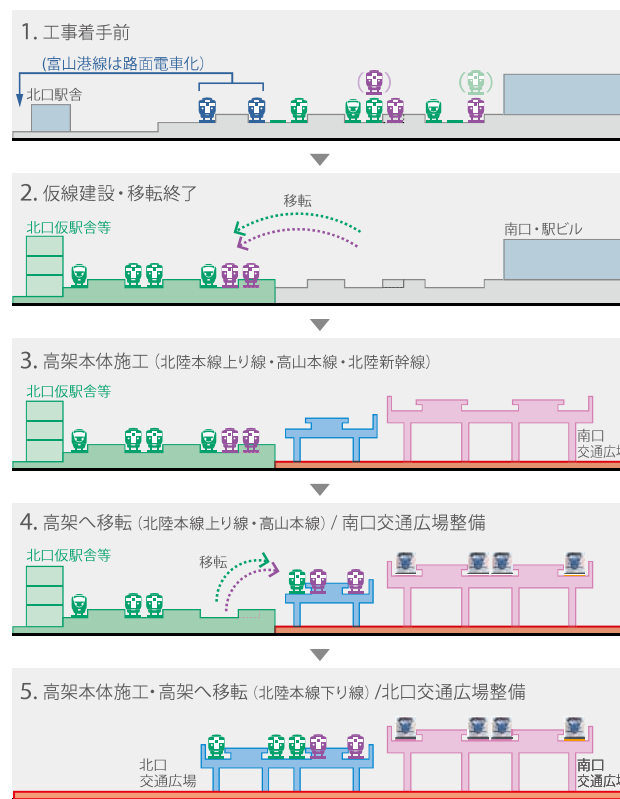 1. 工事着手前
(富山港線は路面電車化)
北口駅舎
2. 仮線建設・移転終了
移転
北口仮駅舎等
南口・駅ビル
3. 高架本体施工(北陸本線上り線・高山本線・北陸新幹線)
北口仮駅舎等
南口
交通広場
4. 高架へ移転(北陸本線上り線・高山本線)/南口交通広場整備
北口仮駅舎等
移転
5. 高架本体施工・高架へ移転(北陸本線下り線)/北口交通広場整備
北口
交通広場
南口
交通広場